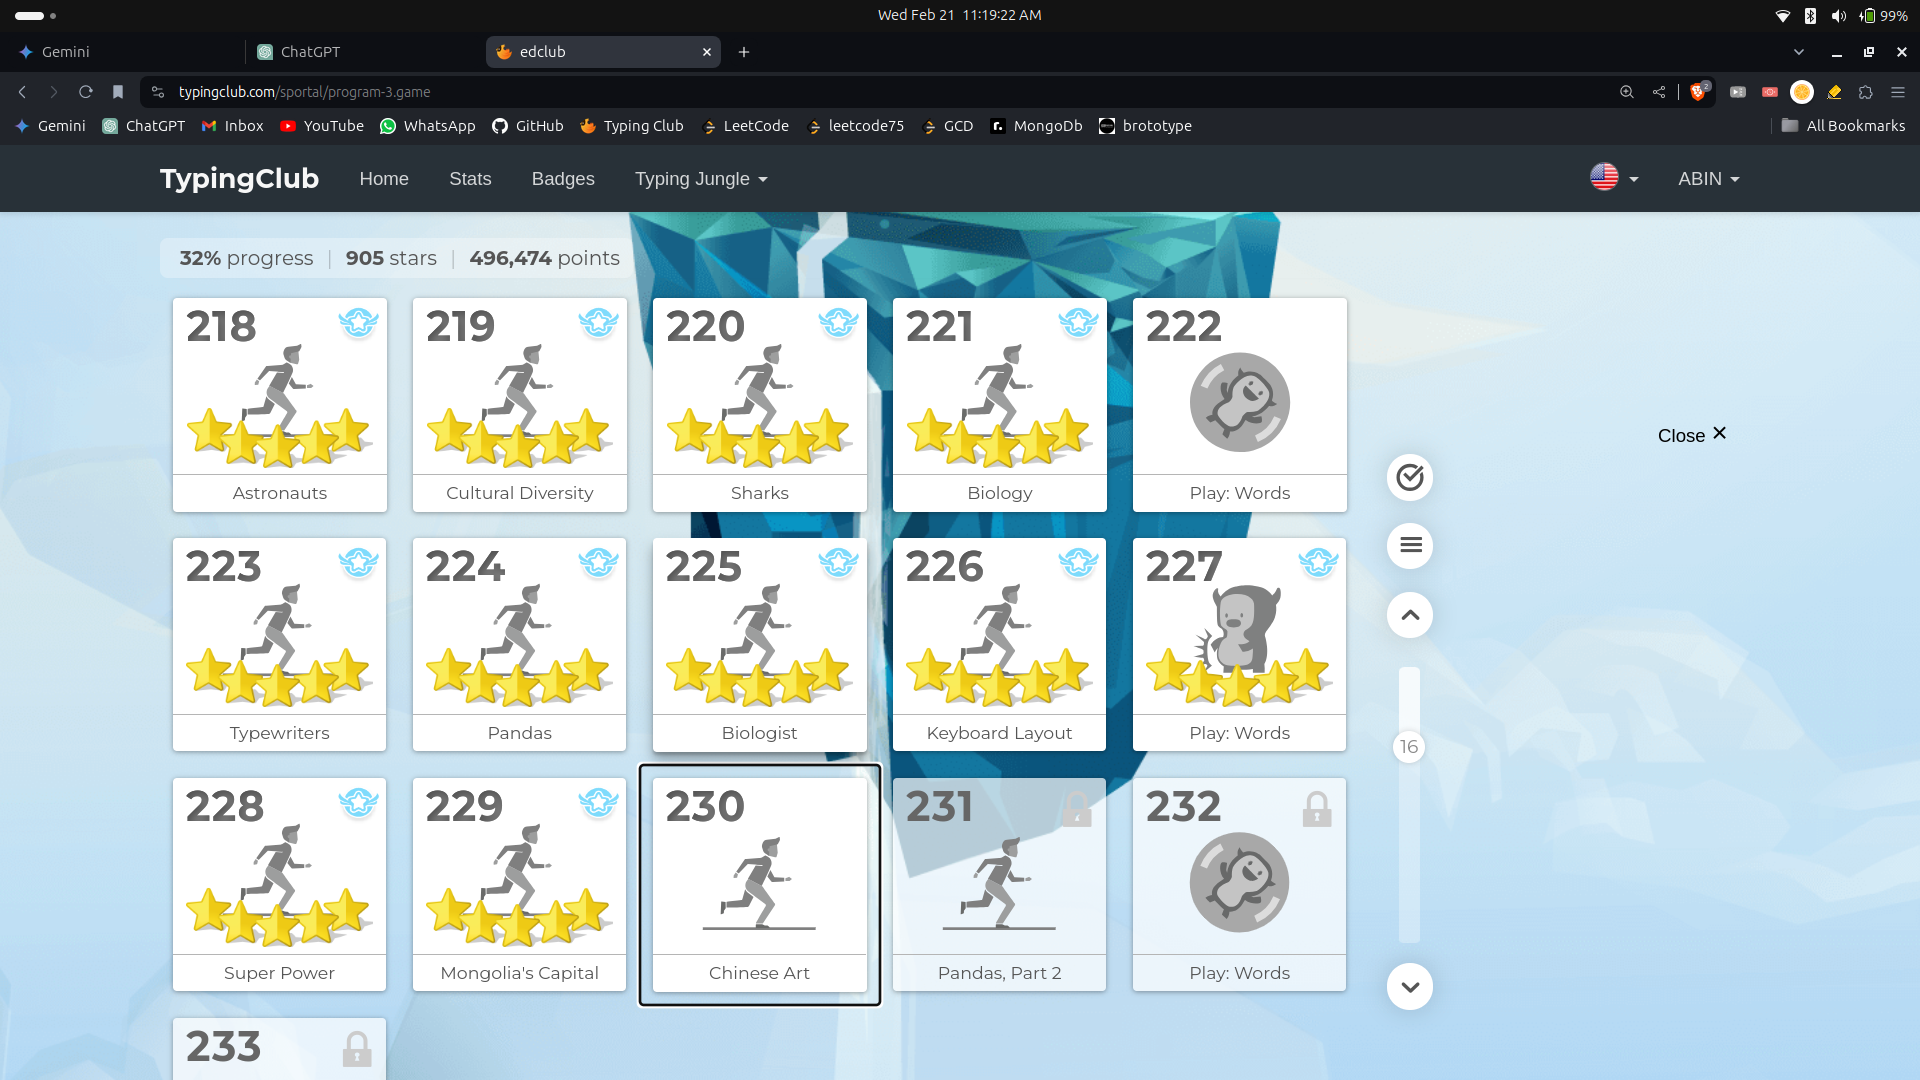 Wed Feb 21 11:19:22 AM
99%
Gemini
ChatGPT
edclub
typingclub.com/sportal/program-3.game
2
Gemini
ChatGPT
Inbox
YouTube
WhatsApp
GitHub
Typing Club
LeetCode
leetcode75
GCD
MongoDb
brototype
All Bookmarks
TypingClub
Home
Stats
Badges
Typing Jungle
ABIN
32% progress | 905 stars | 496,474 points
218
Astronauts
219
Cultural Diversity
220
Sharks
221
Biology
222
Play: Words
Close
223
Typewriters
224
Pandas
225
Biologist
226
Keyboard Layout
227
Play: Words
16
228
Super Power
229
Mongolia's Capital
230
Chinese Art
231
Pandas, Part 2
232
Play: Words
233